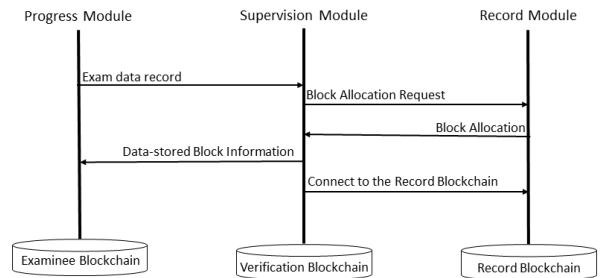 Progress Module
Supervision Module
Record Module
Exam data record
Block Allocation Request
Block Allocation
Data-stored Block Information
Connect to the Record Blockchain
Examinee Blockchain
Verification Blockchain
Record Blockchain